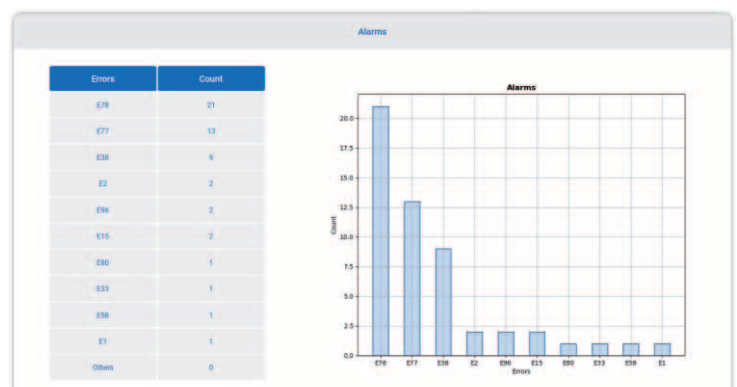 Alarms
Errors Count
E78 21
E77 13
E38 9
E2 2
E96 2
E15 2
E80 1
E33 1
E58 1
E1 1
Others 0
Alarms
Count
20.0
17.5
15.0
12.5
10.0
7.5
5.0
2.5
0.0
E78 E77 E38 E2 E96 E15 E80 E33 E58 E1
Errors